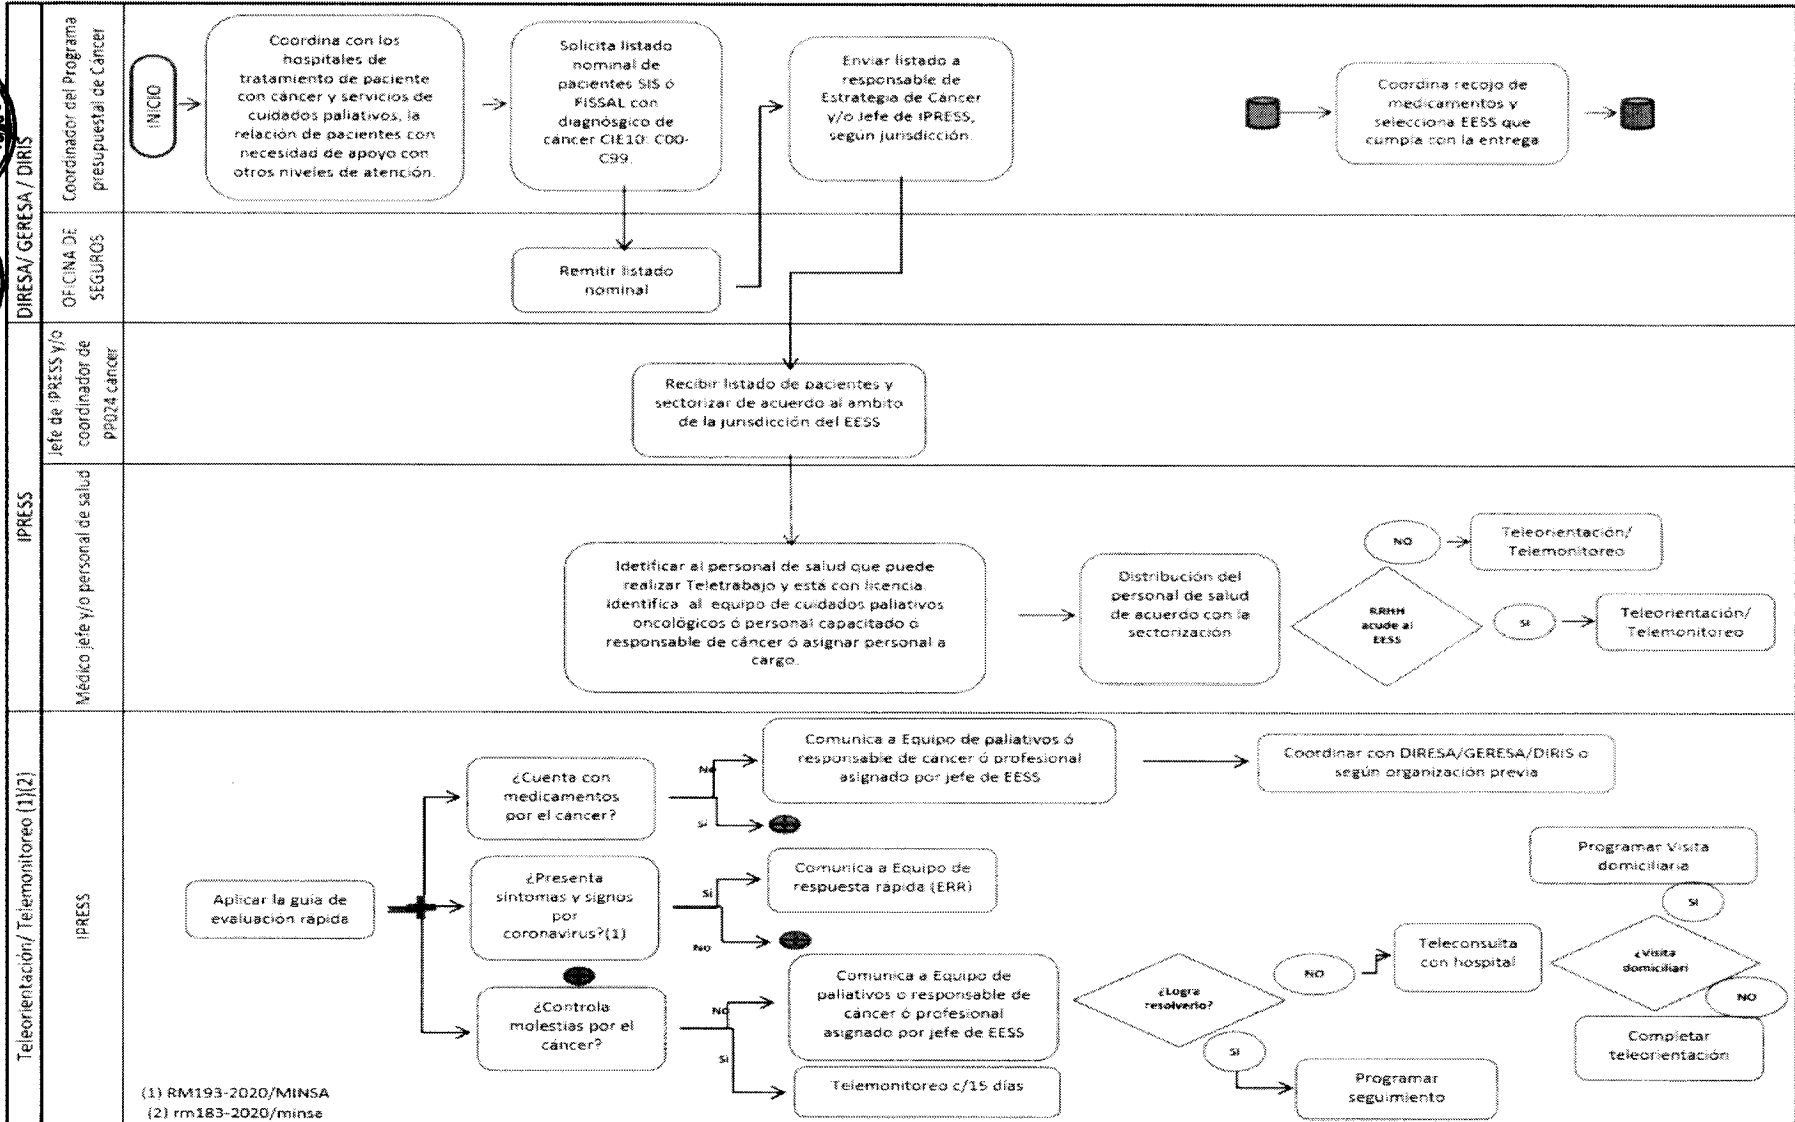 DIRESA/ GERESA / DIRIS
Coordinador del Programa
presupuestal de Cáncer
INICIO
Coordina con los
hospitales de
tratamiento de paciente
con cáncer y servicios de
cuidados paliativos, la
relación de pacientes con
necesidad de apoyo con
otros niveles de atención.
Solicita listado
nominal de
pacientes SIS ó
FISSAL con
diagnósgico de
cáncer CIE10: C00-
C99.
Enviar listado a
responsable de
Estrategia de Cáncer
y/o Jefe de IPRESS,
según jurisdicción.
Coordina recojo de
medicamentos y
selecciona EESS que
cumpla con la entrega
OFICINA DE
SEGUROS
Remitir listado
nominal
IPRESS
Jefe de IPRESS y/o
coordinador de
PP024 cáncer
Recibir listado de pacientes y
sectorizar de acuerdo al ambito
de la jurisdicción del EESS
Médico jefe y/o personal de salud
Idetificar al personal de salud que puede
realizar Teletrabajo y está con licencia.
Identifica al equipo de cuidados paliativos
oncológicos ó personal capacitado ó
responsable de cáncer ó asignar personal a
cargo.
Distribución del
personal de salud
de acuerdo con la
sectorización
RRHH
acude al
EESS
NO
Teleorientación/
Telemonitoreo
SI
Teleorientación/
Telemonitoreo
Teleorientación/ Telemonitoreo (1)(2)
IPRESS
Aplicar la guía de
evaluación rápida
¿Cuenta con
medicamentos
por el cáncer?
No
Comunica a Equipo de paliativos ó
responsable de cáncer ó profesional
asignado por jefe de EESS
Coordinar con DIRESA/GERESA/DIRIS o
según organización previa
Si
¿Presenta
síntomas y signos
por
coronavirus?(1)
Si
Comunica a Equipo de
respuesta rápida (ERR)
No
¿Controla
molestias por el
cáncer?
No
Comunica a Equipo de
paliativos o responsable de
cáncer ó profesional
asignado por jefe de EESS
Si
Telemonitoreo c/15 días
¿Logra
resolverlo?
NO
Teleconsulta
con hospital
SI
Programar
seguimiento
¿Visita
domiciliari
SI
Programar Visita
domiciliaria
NO
Completar
teleorientación
(1) RM193-2020/MINSA
(2) rm183-2020/minsa